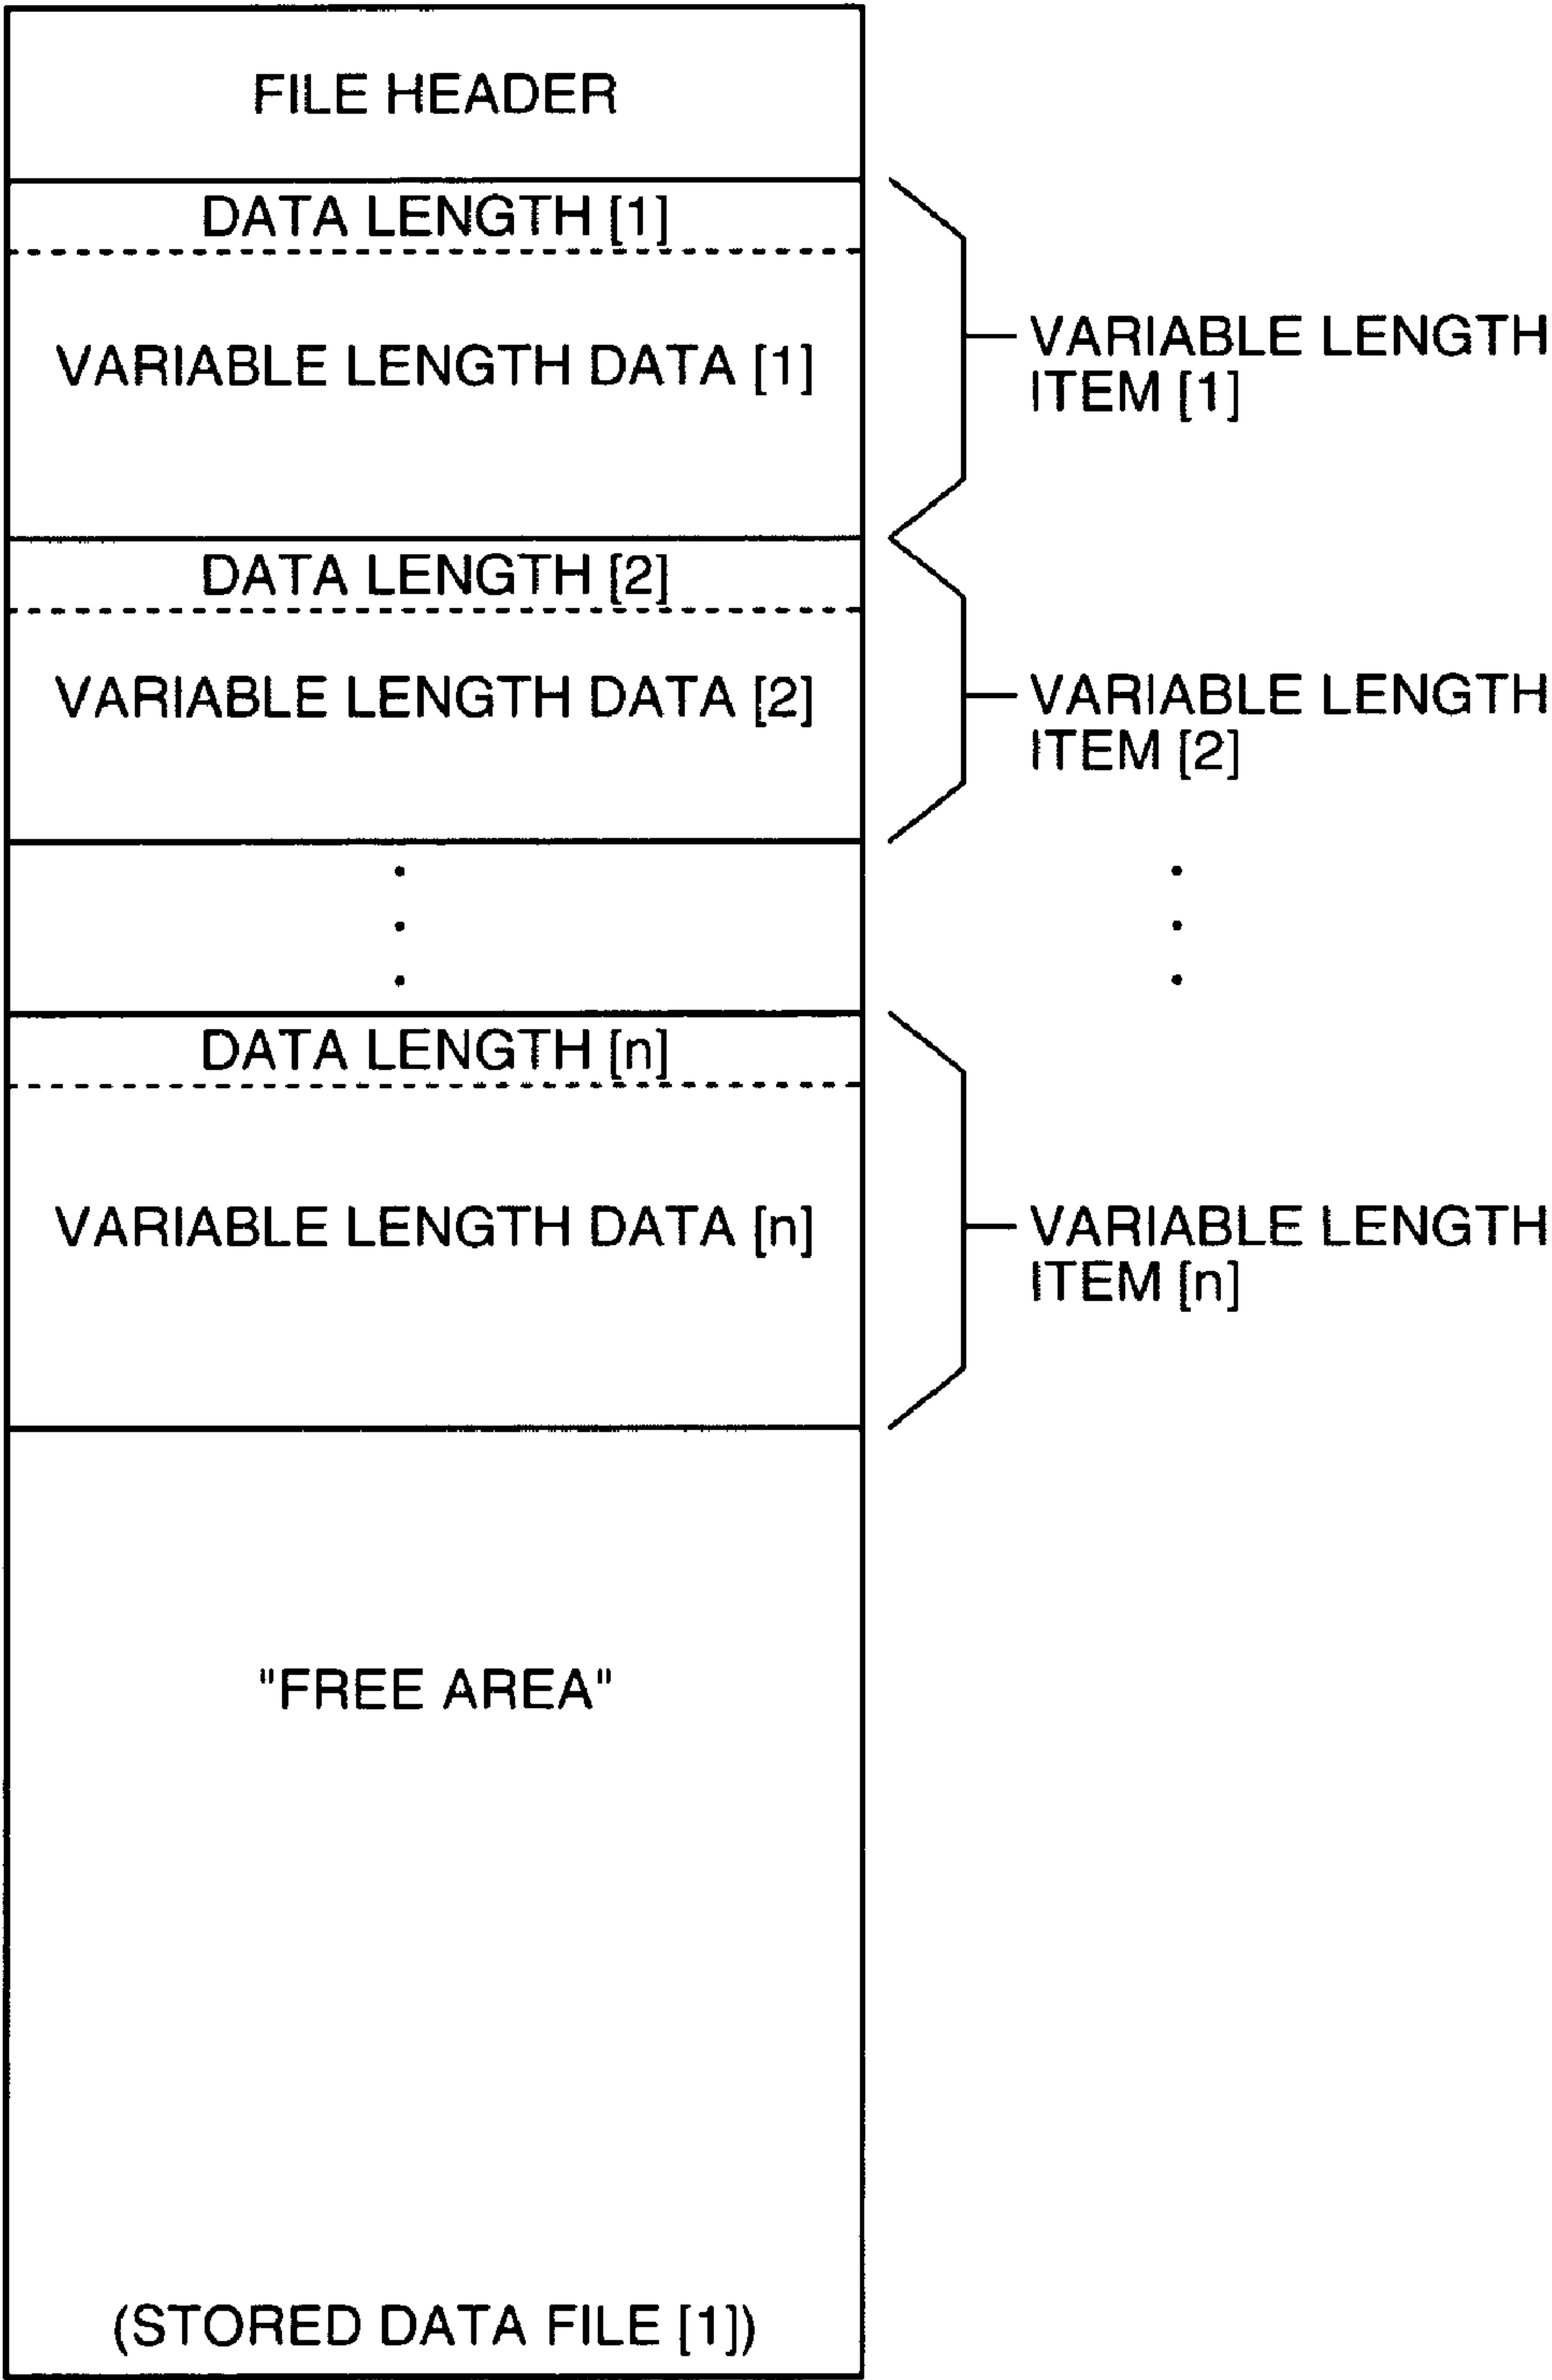 FILE HEADER
DATA LENGTH [1]
VARIABLE LENGTH DATA [1]
VARIABLE LENGTH
ITEM [1]
DATA LENGTH [2]
VARIABLE LENGTH DATA [2]
VARIABLE LENGTH
ITEM [2]
DATA LENGTH [n]
VARIABLE LENGTH DATA [n]
VARIABLE LENGTH
ITEM [n]
"FREE AREA"
(STORED DATA FILE [1])